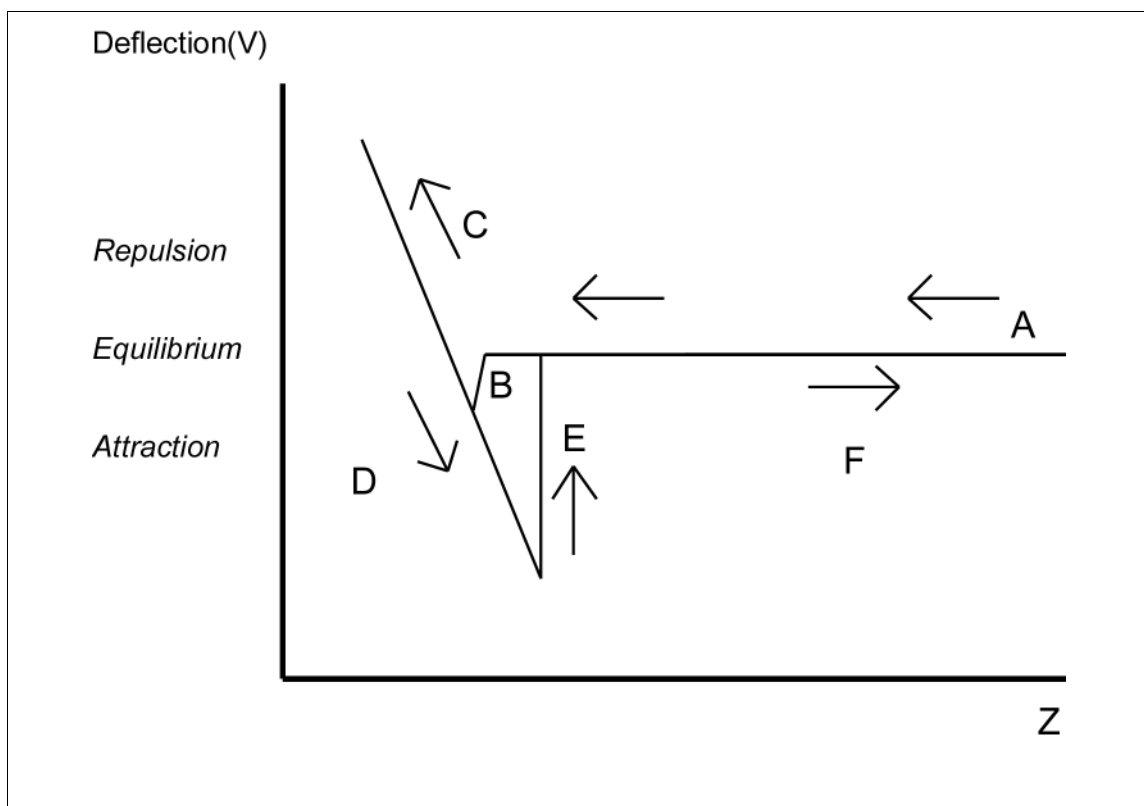 Deflection(V)
C
Repulsion
A
Equilibrium
B
Attraction
E
F
D
Z